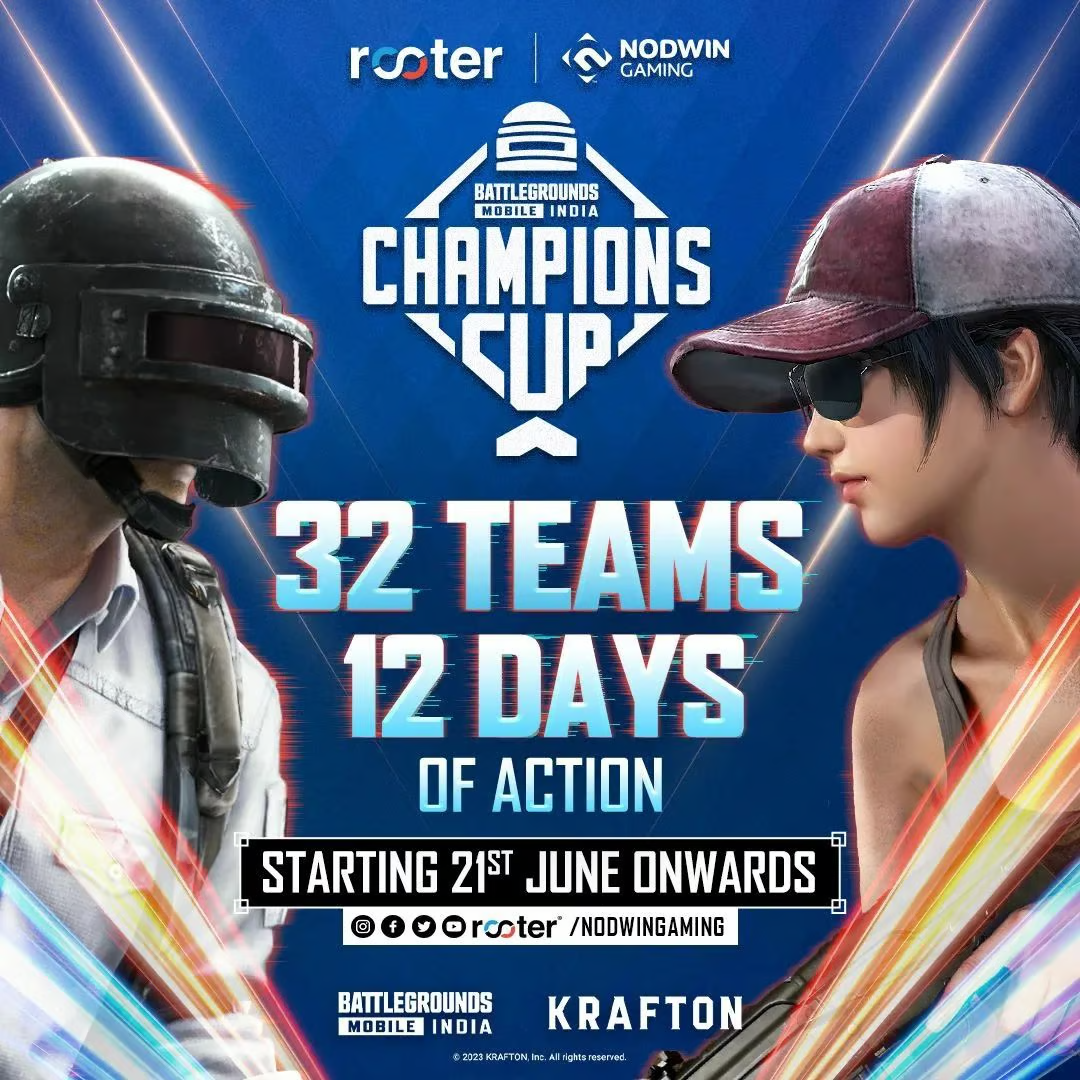 rooter
NODWIN
GAMING
BATTLEGROUNDS
MOBILE INDIA
CHAMPIONS
CUP
32 TEAMS
12 DAYS
OF ACTION
STARTING 21ST JUNE ONWARDS
rooter /NODWINGAMING
BATTLEGROUNDS
MOBILE INDIA
KRAFTON
© 2023 KRAFTON, Inc. All rights reserved.